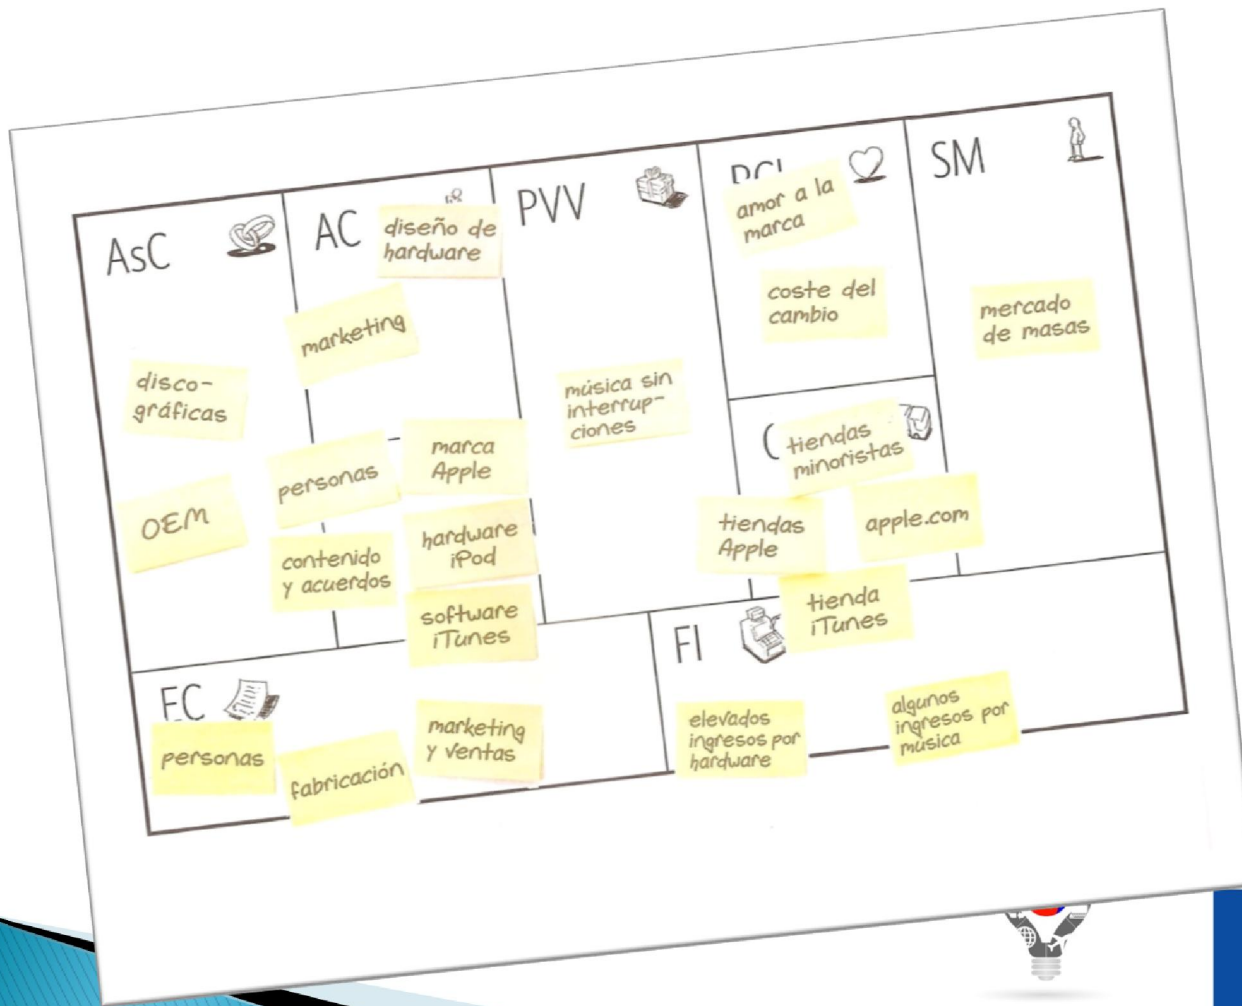 AsC
disco-
gráficas
OEM
AC
diseño de
hardware
marketing
personas
marca
Apple
contenido
y acuerdos
hardware
iPod
software
iTunes
PVV
música sin
interrup-
ciones
amor a la
marca
coste del
cambio
C
tiendas
minoristas
tiendas
Apple
apple.com
tienda
iTunes
SM
mercado
de masas
EC
personas
fabricación
marketing
y ventas
FI
elevados
ingresos por
hardware
algunos
ingresos por
música